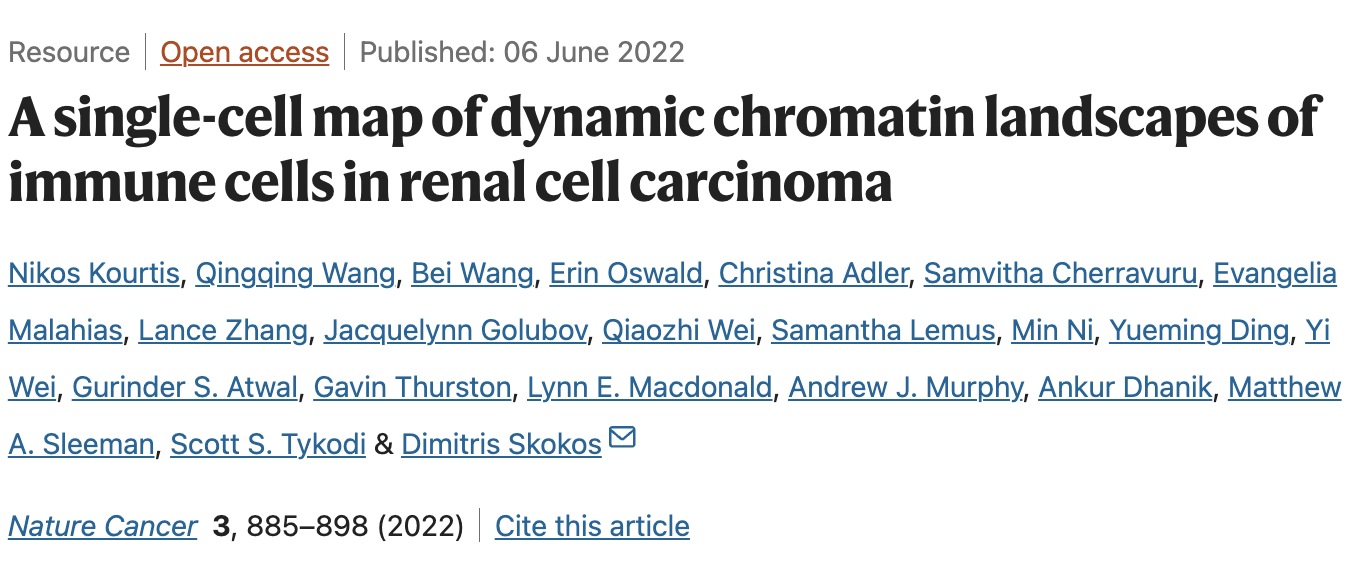 Resource | Open access | Published: 06 June 2022
A single-cell map of dynamic chromatin landscapes of
immune cells in renal cell carcinoma
Nikos Kourtis, Qingqing Wang, Bei Wang, Erin Oswald, Christina Adler, Samvitha Cherravuru, Evangelia
Malahias, Lance Zhang, Jacquelynn Golubov, Qiaozhi Wei, Samantha Lemus, Min Ni, Yueming Ding, Yi
Wei, Gurinder S. Atwal, Gavin Thurston, Lynn E. Macdonald, Andrew J. Murphy, Ankur Dhanik, Matthew
A. Sleeman, Scott S. Tykodi & Dimitris Skokos
Nature Cancer 3, 885–898 (2022) | Cite this article